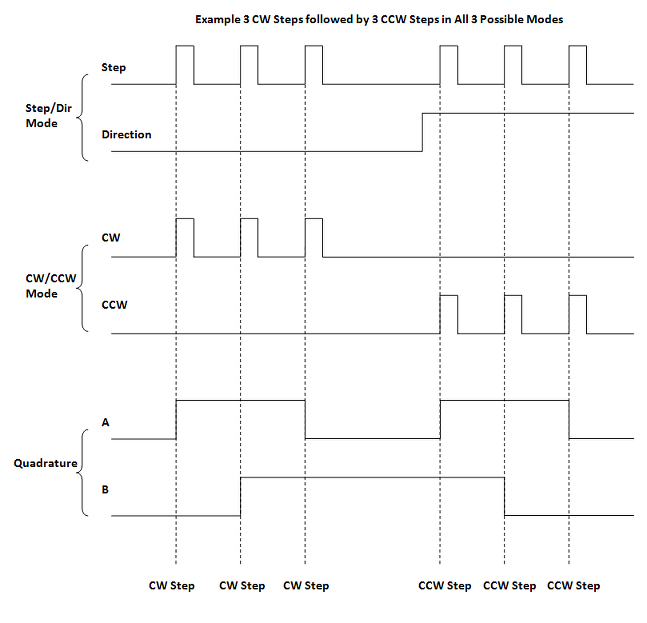 Example 3 CW Steps followed by 3 CCW Steps in All 3 Possible Modes
Step
Step/Dir
Mode
Direction
CW
CW/CCW
Mode
CCW
A
Quadrature
B
CW Step CW Step CW Step CCW Step CCW Step CCW Step